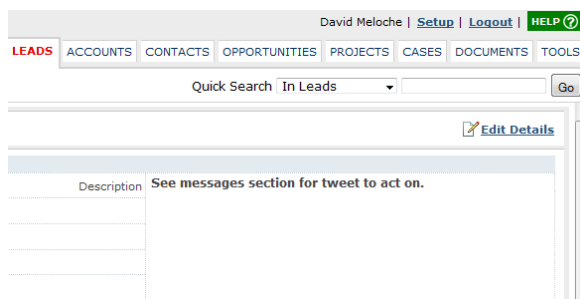 David Meloche | Setup | Logout | HELP ?
LEADS ACCOUNTS CONTACTS OPPORTUNITIES PROJECTS CASES DOCUMENTS TOOLS
Quick Search In Leads Go
Edit Details
Description See messages section for tweet to act on.